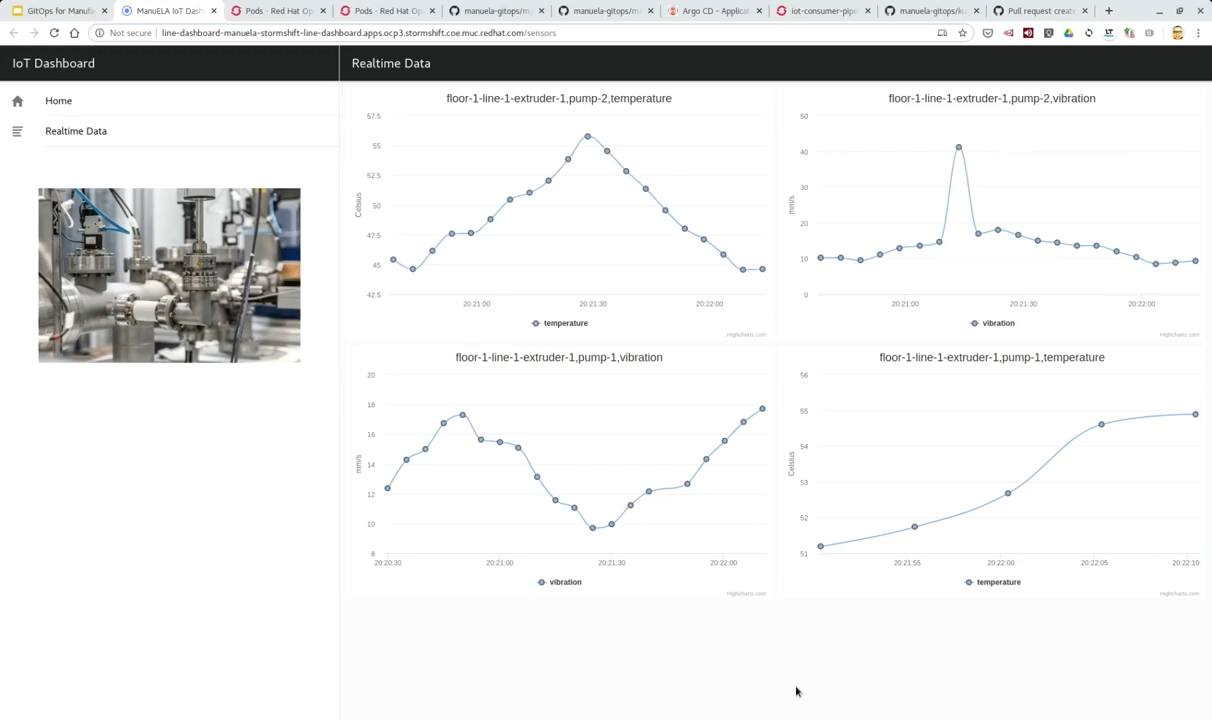 GitOps for Manufa
ManuELA IoT Dash
Pods - Red Hat Op
Pods - Red Hat Op
manuela-gitops/m
manuela-gitops/m
Argo CD - Applicat
iot-consumer-pipe
manuela-gitops/k
Pull request create
Not secure
line-dashboard-manuela-stormshift-line-dashboard.apps.ocp3.stormshift.coe.muc.redhat.com/sensors
IoT Dashboard
Realtime Data
Home
Realtime Data
floor-1-line-1-extruder-1,pump-2,temperature
57.5
55
52.5
50
47.5
45
42.5
Celsius
20:21:00
20:21:30
20:22:00
temperature
Highcharts.com
floor-1-line-1-extruder-1,pump-2,vibration
50
40
30
20
10
0
mm/s
20:21:00
20:21:30
20:22:00
vibration
Highcharts.com
floor-1-line-1-extruder-1,pump-1,vibration
20
18
16
14
12
10
8
mm/s
20:20:30
20:21:00
20:21:30
20:22:00
vibration
Highcharts.com
floor-1-line-1-extruder-1,pump-1,temperature
56
55
54
53
52
51
Celsius
20:21:55
20:22:00
20:22:05
20:22:10
temperature
Highcharts.com